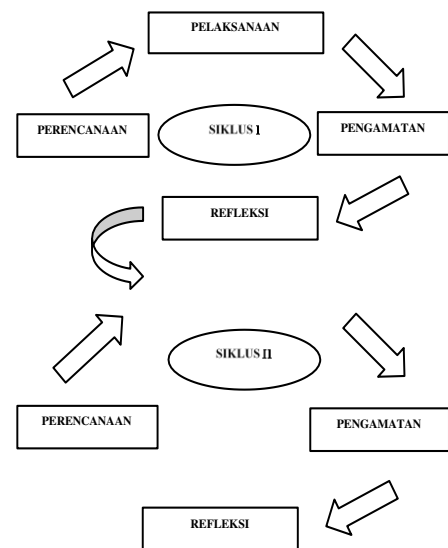 PELAKSANAAN
PERENCANAAN
SIKLUS I
PENGAMATAN
REFLEKSI
SIKLUS II
PERENCANAAN
PENGAMATAN
REFLEKSI